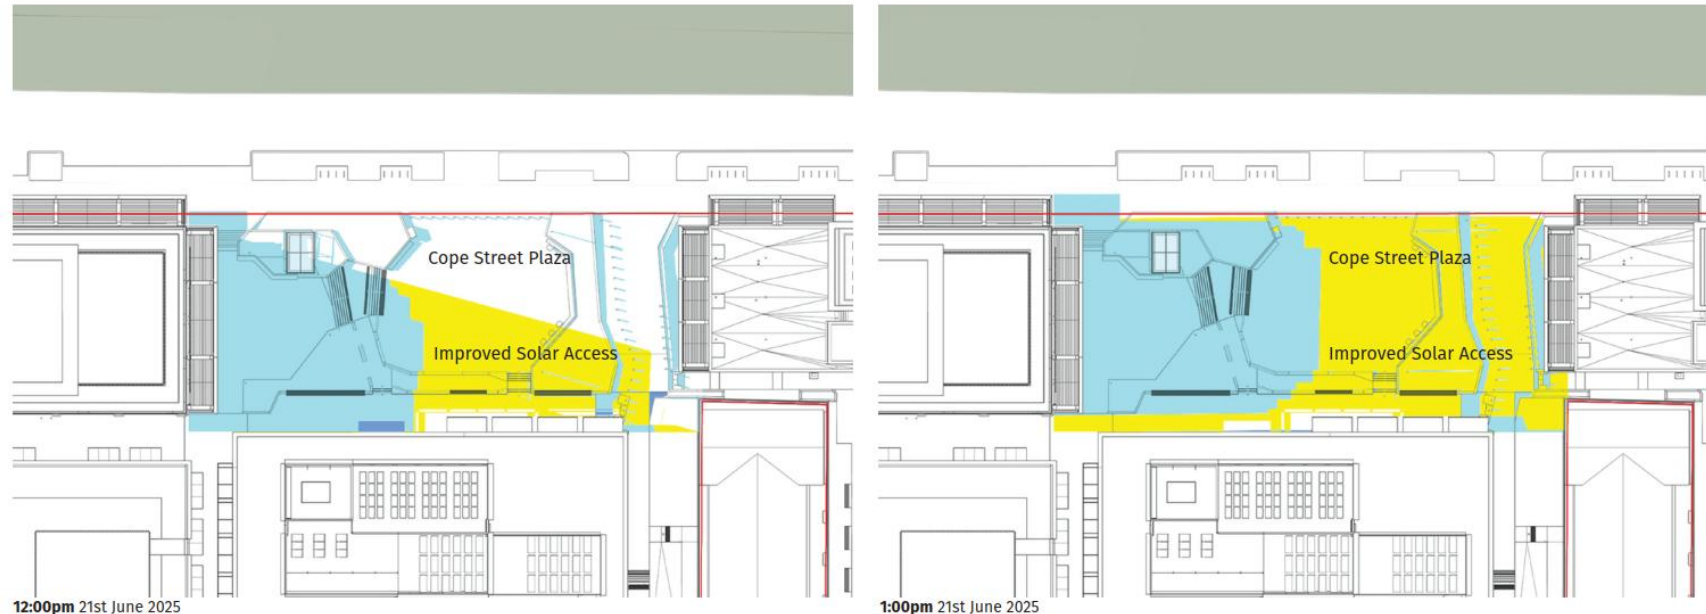 Cope Street Plaza
Improved Solar Access
12:00pm 21st June 2025
Cope Street Plaza
Improved Solar Access
1:00pm 21st June 2025